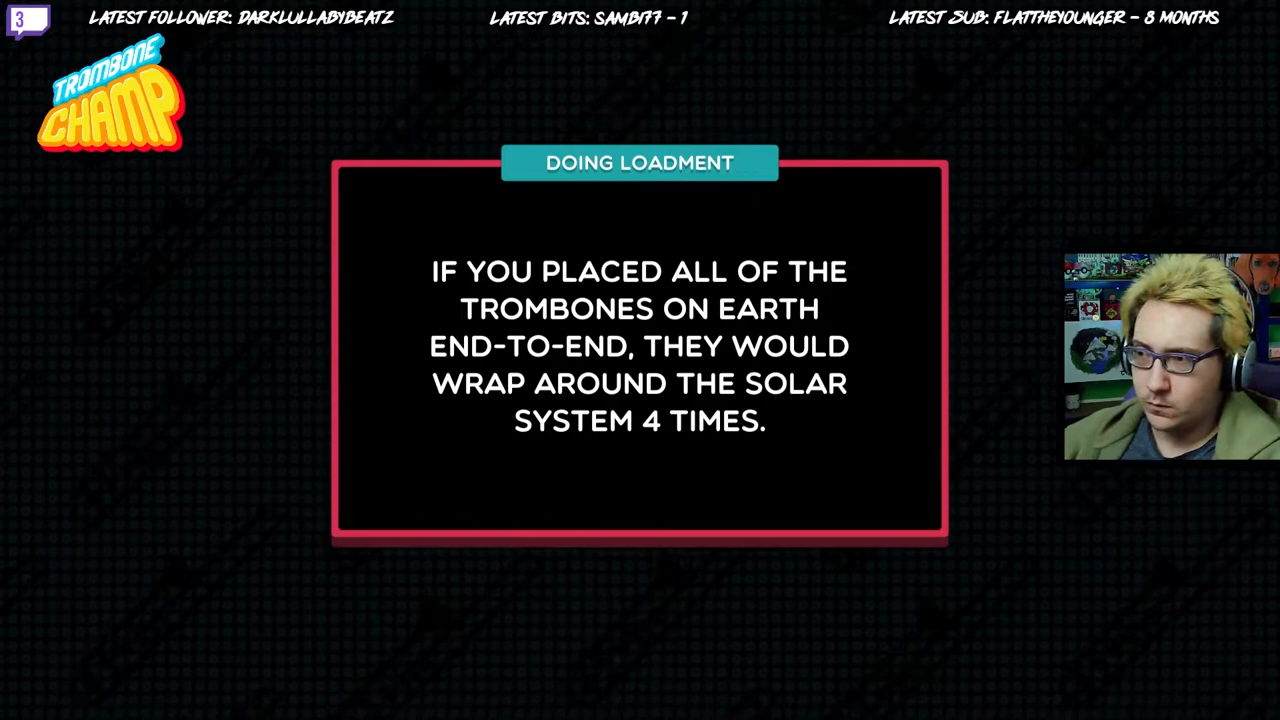 3
LATEST FOLLOWER: DARKLULLABYBEATZ
LATEST BITS: SAMBI77 - 1
LATEST SUB: FLATTHEYOUNGER - 8 MONTHS
TROMBONE
CHAMP
DOING LOADMENT
IF YOU PLACED ALL OF THE
TROMBONES ON EARTH
END-TO-END, THEY WOULD
WRAP AROUND THE SOLAR
SYSTEM 4 TIMES.